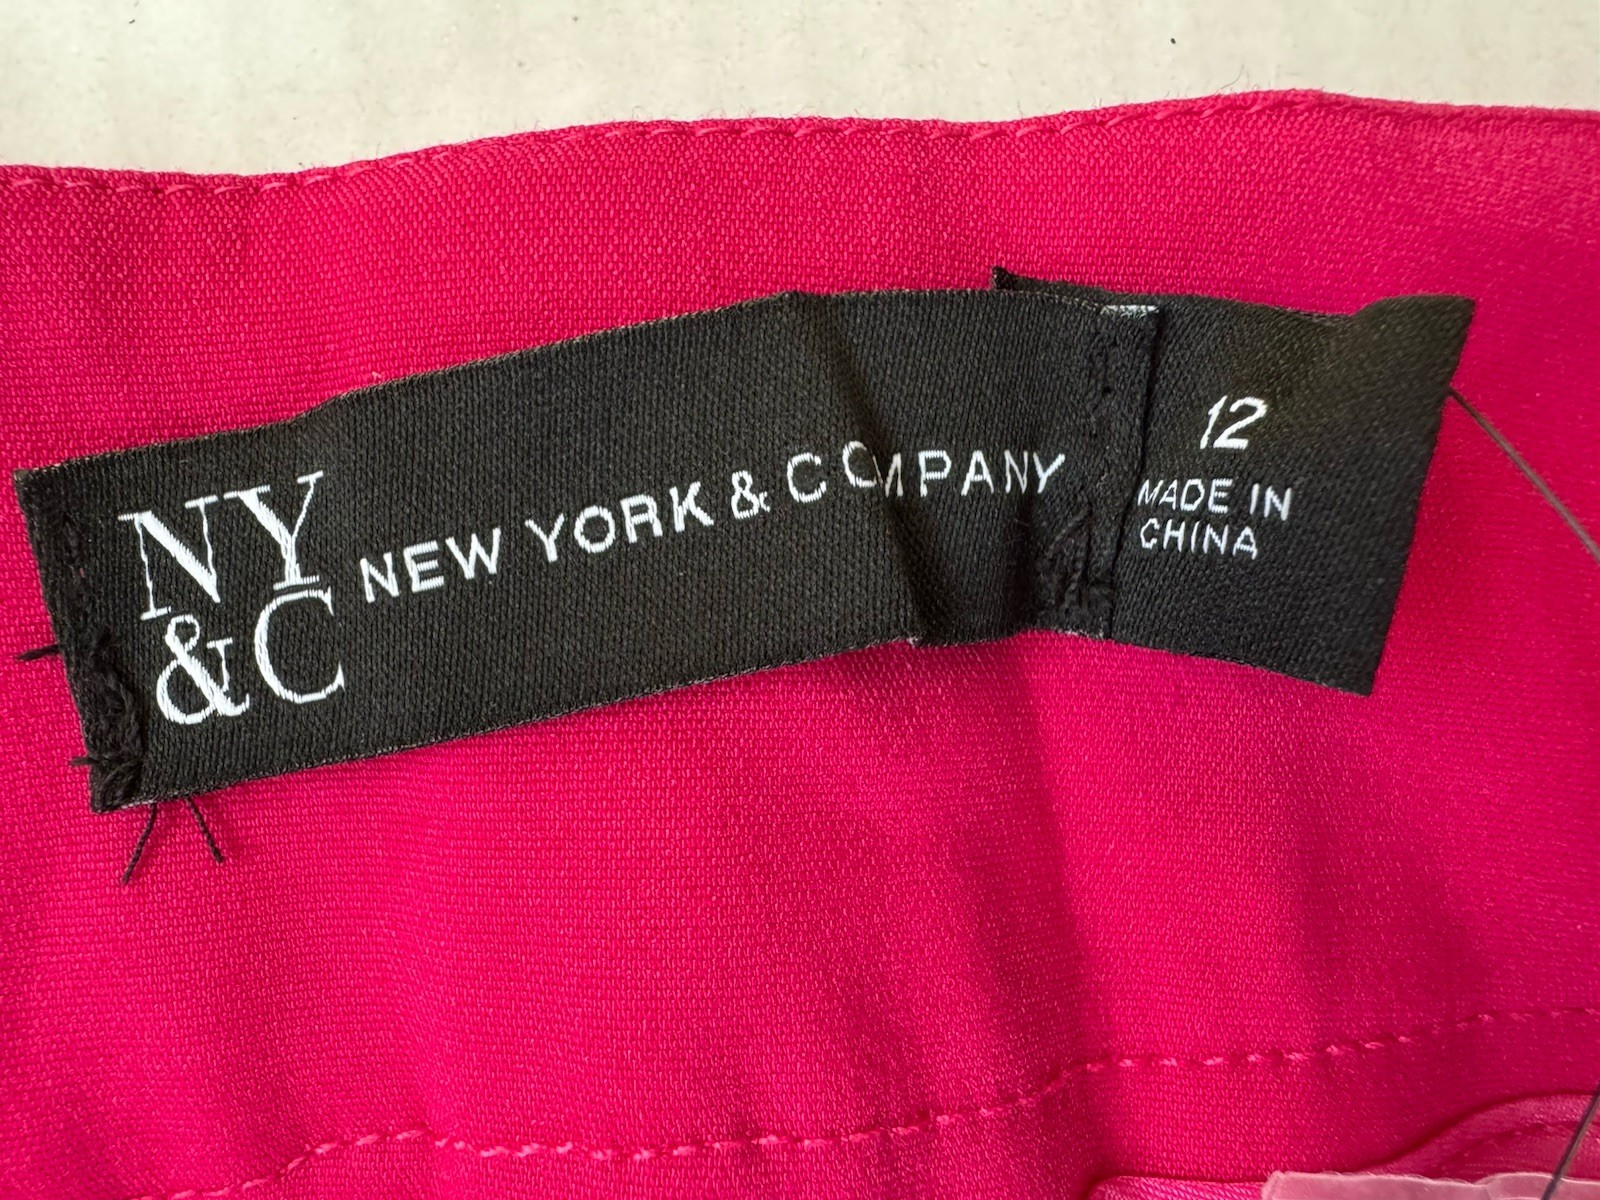 NY
&C
NEW YORK & COMPANY
12
MADE IN
CHINA